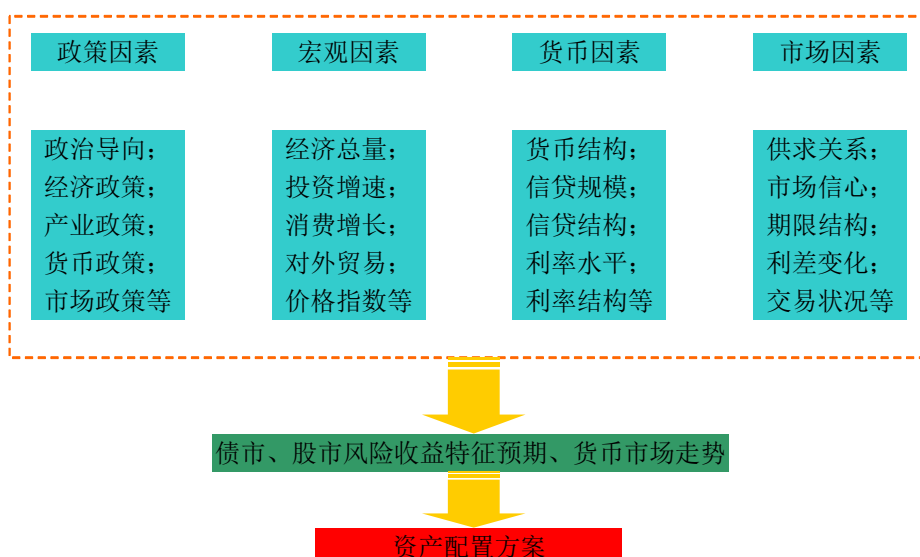 政策因素
宏观因素
货币因素
市场因素
政治导向；
经济政策；
产业政策；
货币政策；
市场政策等
经济总量；
投资增速；
消费增长；
对外贸易；
价格指数等
货币结构；
信贷规模；
信贷结构；
利率水平；
利率结构等
供求关系；
市场信心；
期限结构；
利差变化；
交易状况等
债市、股市风险收益特征预期、货币市场走势
资产配置方案